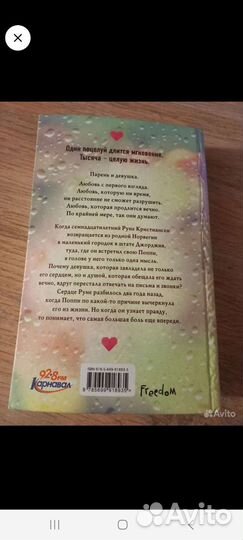 Один поцелуй длится мгновение.
Тысяча – целую жизнь.
Парень и девушка.
Любовь с первого взгляда.
Любовь, которую ни время,
ни расстояние не сможет разрушить.
Любовь, которая продлится вечно.
По крайней мере, так они думают.
Когда семнадцатилетний Руне Кристиансен
возвращается из родной Норвегии
в маленький городок в штате Джорджия,
туда, где он встретил свою Поппи,
в голове у него только одна мысль.
Почему девушка, которая завладела не только его
сердцем, но и душой, которая обещала его ждать
вечно, вдруг перестала отвечать на письма и звонки?
Сердце Руне разбилось два года назад,
когда Поппи по какой-то причине вычеркнула
его из жизни. Но когда он узнает правду,
то понимает, что самая большая боль еще впереди.
92.8 FM
Карнавал
freedom
Avito
Avito